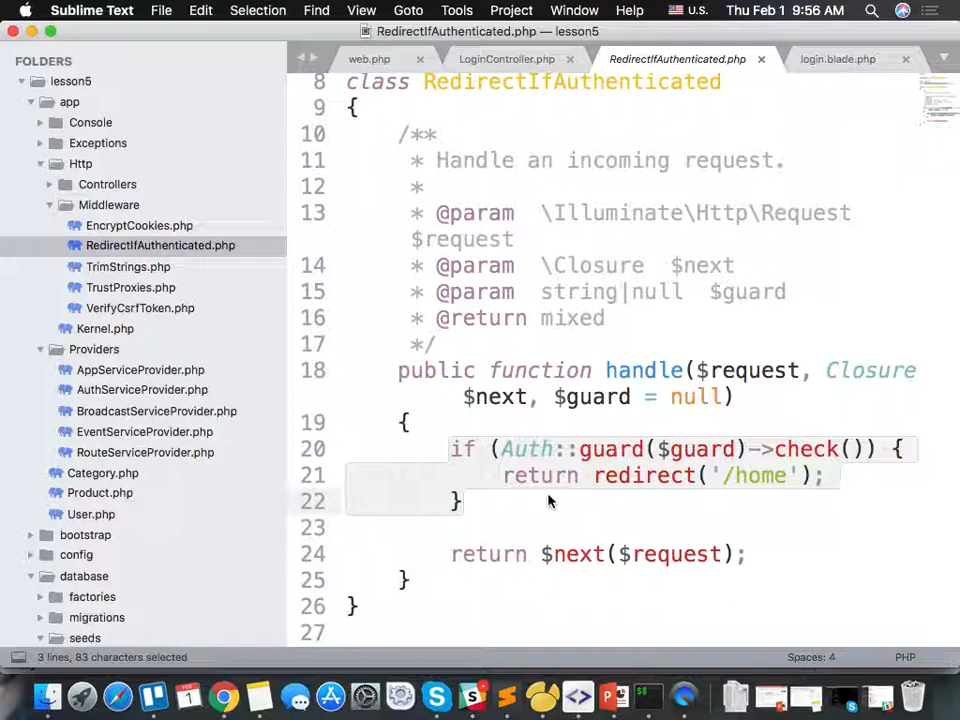 Sublime Text File Edit Selection Find View Goto Tools Project Window Help U.S. Thu Feb 1 9:56 AM
RedirectIfAuthenticated.php — lesson5
FOLDERS
lesson5
app
Console
Exceptions
Http
Controllers
Middleware
EncryptCookies.php
RedirectIfAuthenticated.php
TrimStrings.php
TrustProxies.php
VerifyCsrfToken.php
Kernel.php
Providers
AppServiceProvider.php
AuthServiceProvider.php
BroadcastServiceProvider.php
EventServiceProvider.php
RouteServiceProvider.php
Category.php
Product.php
User.php
bootstrap
config
database
factories
migrations
seeds
web.php LoginController.php RedirectIfAuthenticated.php login.blade.php
8 class RedirectIfAuthenticated
9 {
10 /**
11 * Handle an incoming request.
12 *
13 * @param \Illuminate\Http\Request
$request
14 * @param \Closure $next
15 * @param string|null $guard
16 * @return mixed
17 */
18 public function handle($request, Closure
$next, $guard = null)
19 {
20 if (Auth::guard($guard)->check()) {
21 return redirect('/home');
22 }
23
24 return $next($request);
25 }
26 }
27
3 lines, 83 characters selected Spaces: 4 PHP